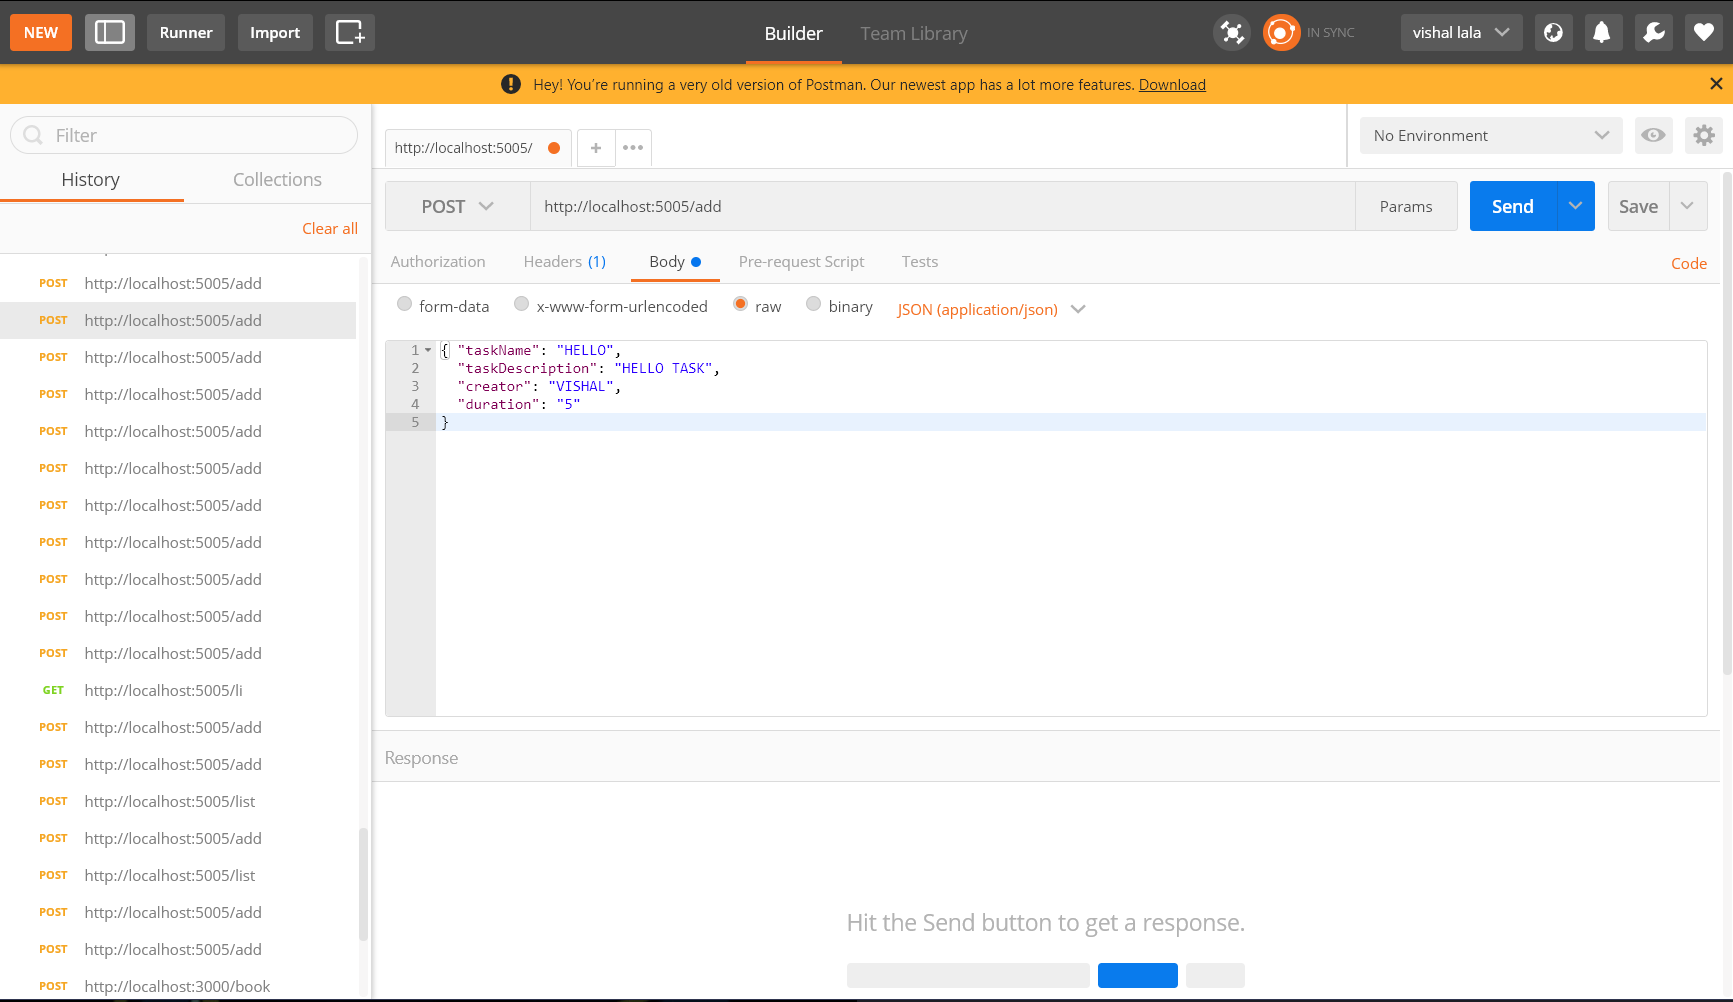 NEW
Runner
Import
Builder
Team Library
IN SYNC
vishal lala
Hey! You're running a very old version of Postman. Our newest app has a lot more features. Download
Filter
History
Collections
Clear all
POST http://localhost:5005/add
POST http://localhost:5005/add
POST http://localhost:5005/add
POST http://localhost:5005/add
POST http://localhost:5005/add
POST http://localhost:5005/add
POST http://localhost:5005/add
POST http://localhost:5005/add
POST http://localhost:5005/add
POST http://localhost:5005/add
POST http://localhost:5005/add
GET http://localhost:5005/li
POST http://localhost:5005/add
POST http://localhost:5005/add
POST http://localhost:5005/list
POST http://localhost:5005/add
POST http://localhost:5005/list
POST http://localhost:5005/add
POST http://localhost:5005/add
POST http://localhost:3000/book
http://localhost:5005/
No Environment
POST
http://localhost:5005/add
Params
Send
Save
Authorization
Headers (1)
Body
Pre-request Script
Tests
Code
form-data
x-www-form-urlencoded
raw
binary
JSON (application/json)
1 { "taskName": "HELLO",
2 "taskDescription": "HELLO TASK",
3 "creator": "VISHAL",
4 "duration": "5"
5 }
Response
Hit the Send button to get a response.